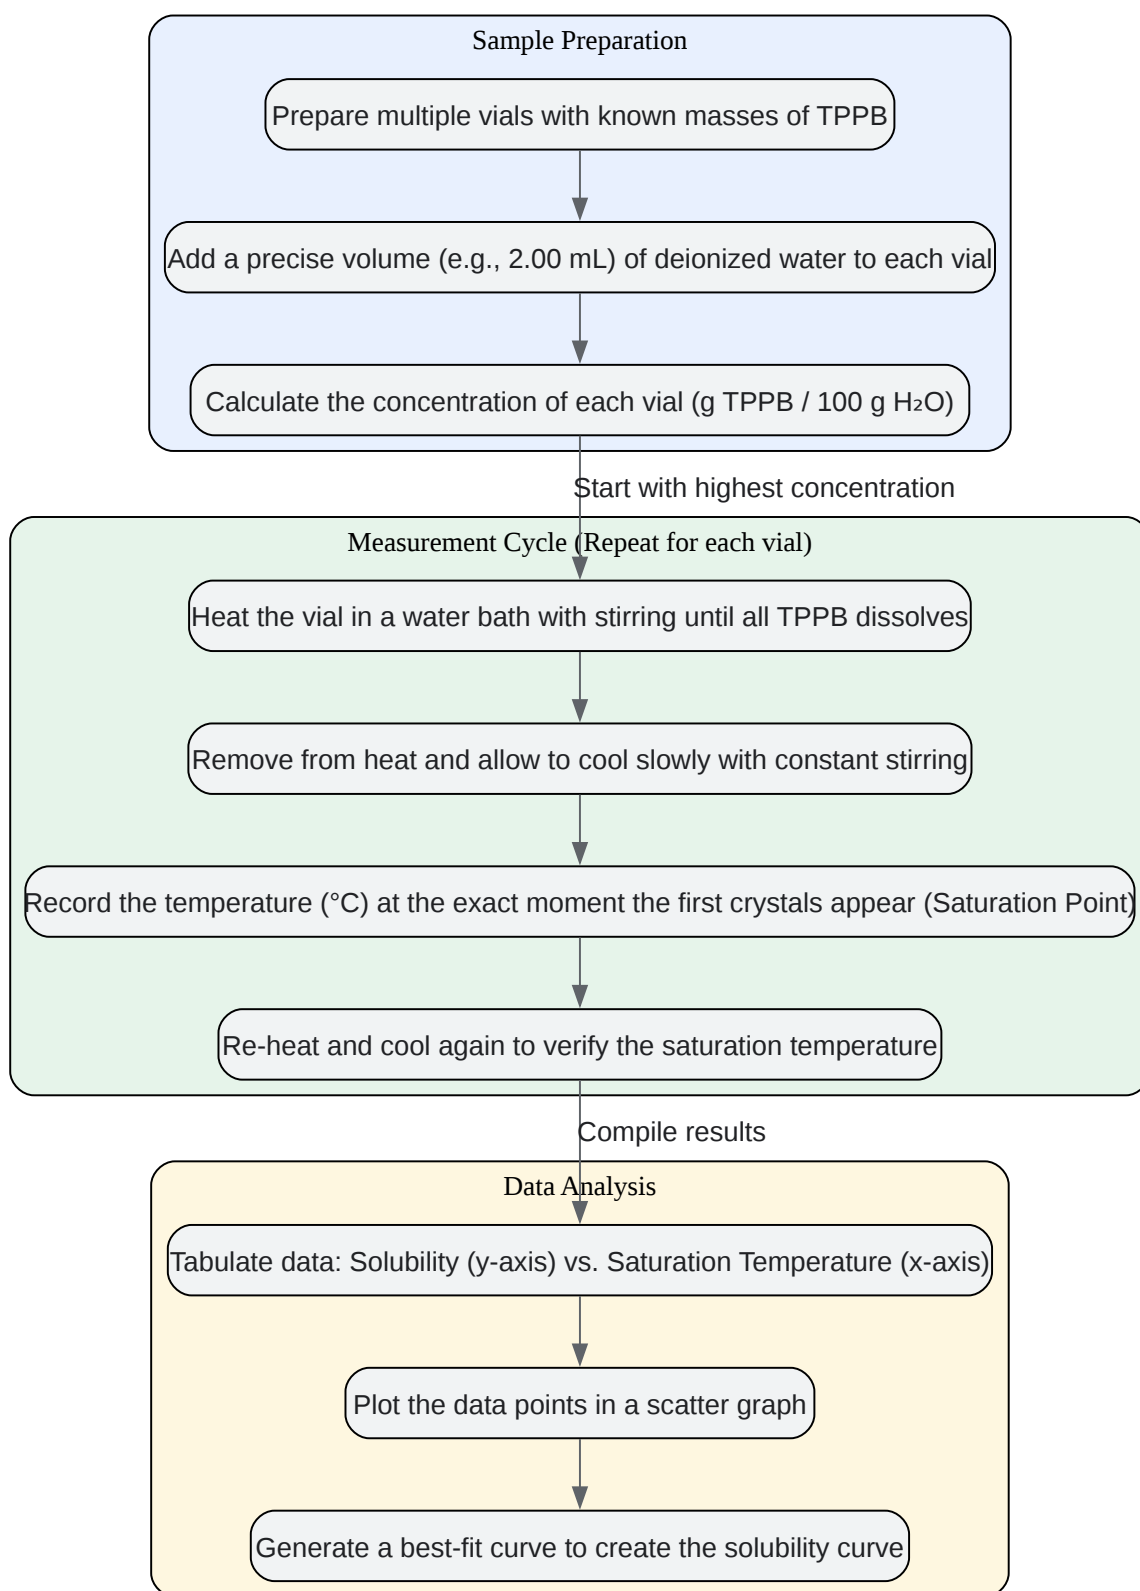 Sample Preparation
Prepare multiple vials with known masses of TPPB
Add a precise volume (e.g., 2.00 mL) of deionized water to each vial
Calculate the concentration of each vial (g TPPB / 100 g H₂O)
Start with highest concentration
Measurement Cycle (Repeat for each vial)
Heat the vial in a water bath with stirring until all TPPB dissolves
Remove from heat and allow to cool slowly with constant stirring
Record the temperature (°C) at the exact moment the first crystals appear (Saturation Point)
Re-heat and cool again to verify the saturation temperature
Compile results
Data Analysis
Tabulate data: Solubility (y-axis) vs. Saturation Temperature (x-axis)
Plot the data points in a scatter graph
Generate a best-fit curve to create the solubility curve